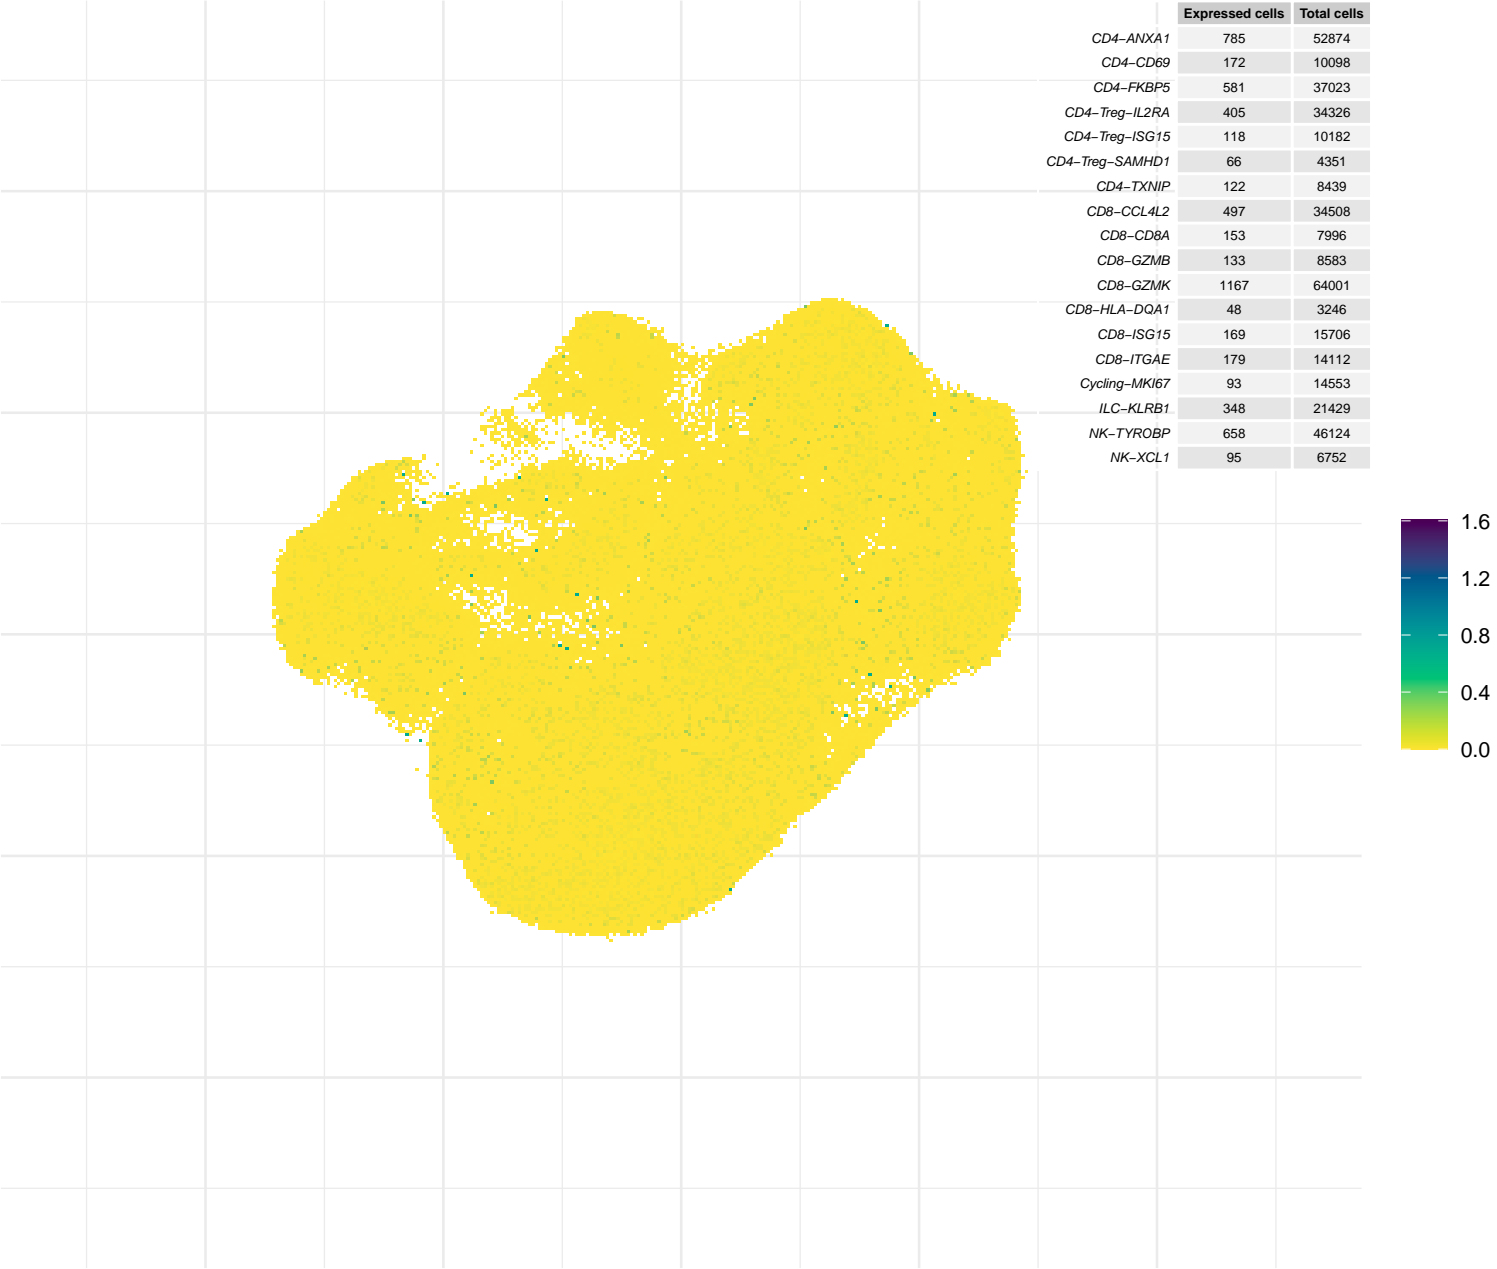 Expressed cells Total cells
CD4−ANXA1 785 52874
CD4−CD69 172 10098
CD4−FKBP5 581 37023
CD4−Treg−IL2RA 405 34326
CD4−Treg−ISG15 118 10182
CD4−Treg−SAMHD1 66 4351
CD4−TXNIP 122 8439
CD8−CCL4L2 497 34508
CD8−CD8A 153 7996
CD8−GZMB 133 8583
CD8−GZMK 1167 64001
CD8−HLA−DQA1 48 3246
CD8−ISG15 169 15706
CD8−ITGAE 179 14112
Cycling−MKI67 93 14553
ILC−KLRB1 348 21429
NK−TYROBP 658 46124
NK−XCL1 95 6752
1.6
1.2
0.8
0.4
0.0